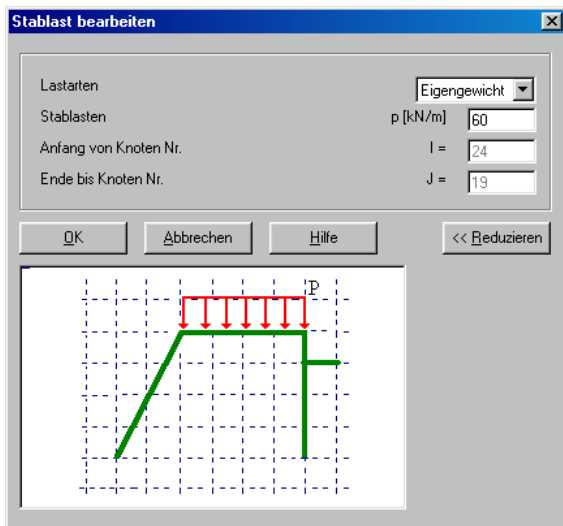 Stablast bearbeiten
Lastarten Eigengewicht
Stablasten p [kN/m] 60
Anfang von Knoten Nr. I = 24
Ende bis Knoten Nr. J = 19
OK Abbrechen Hilfe << Reduzieren
P